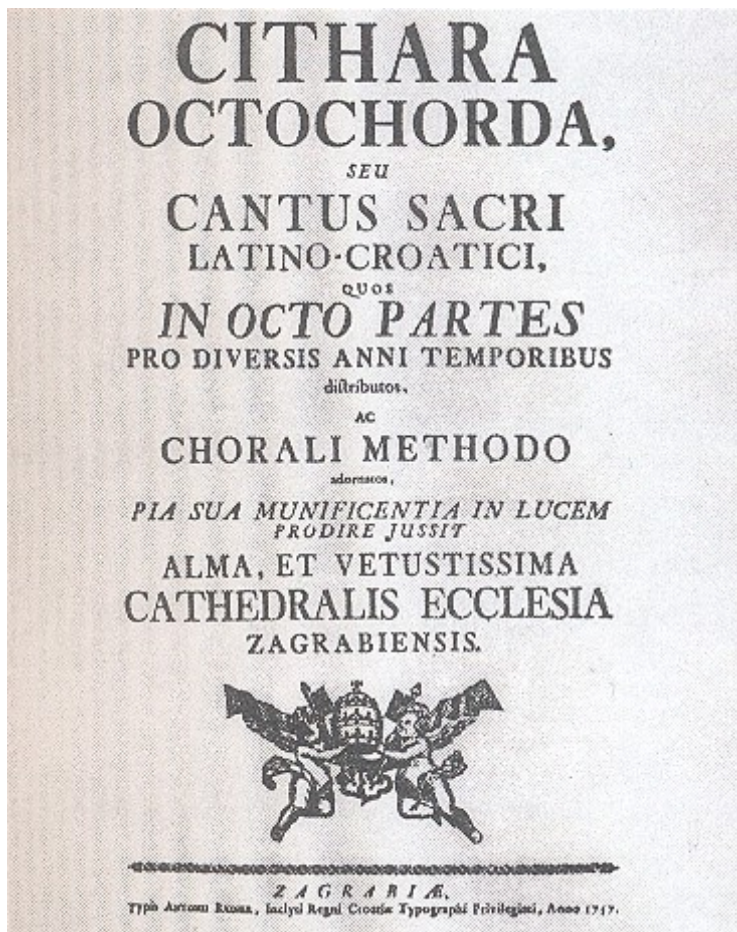 CITHARA
OCTOCHORDA,
SEU
CANTUS SACRI
LATINO-CROATICI,
QUOS
IN OCTO PARTES
PRO DIVERSIS ANNI TEMPORIBUS
diſtributos,
AC
CHORALI METHODO
adornatos,
PIA SUA MUNIFICENTIA IN LUCEM
PRODIRE JUSSIT
ALMA, ET VETUSTISSIMA
CATHEDRALIS ECCLESIA
ZAGRABIENSIS.
ZAGRABIÆ,
Typis Antonii, Inclyti Regni Croatiæ Typographi Privilegiati, Anno 1757.